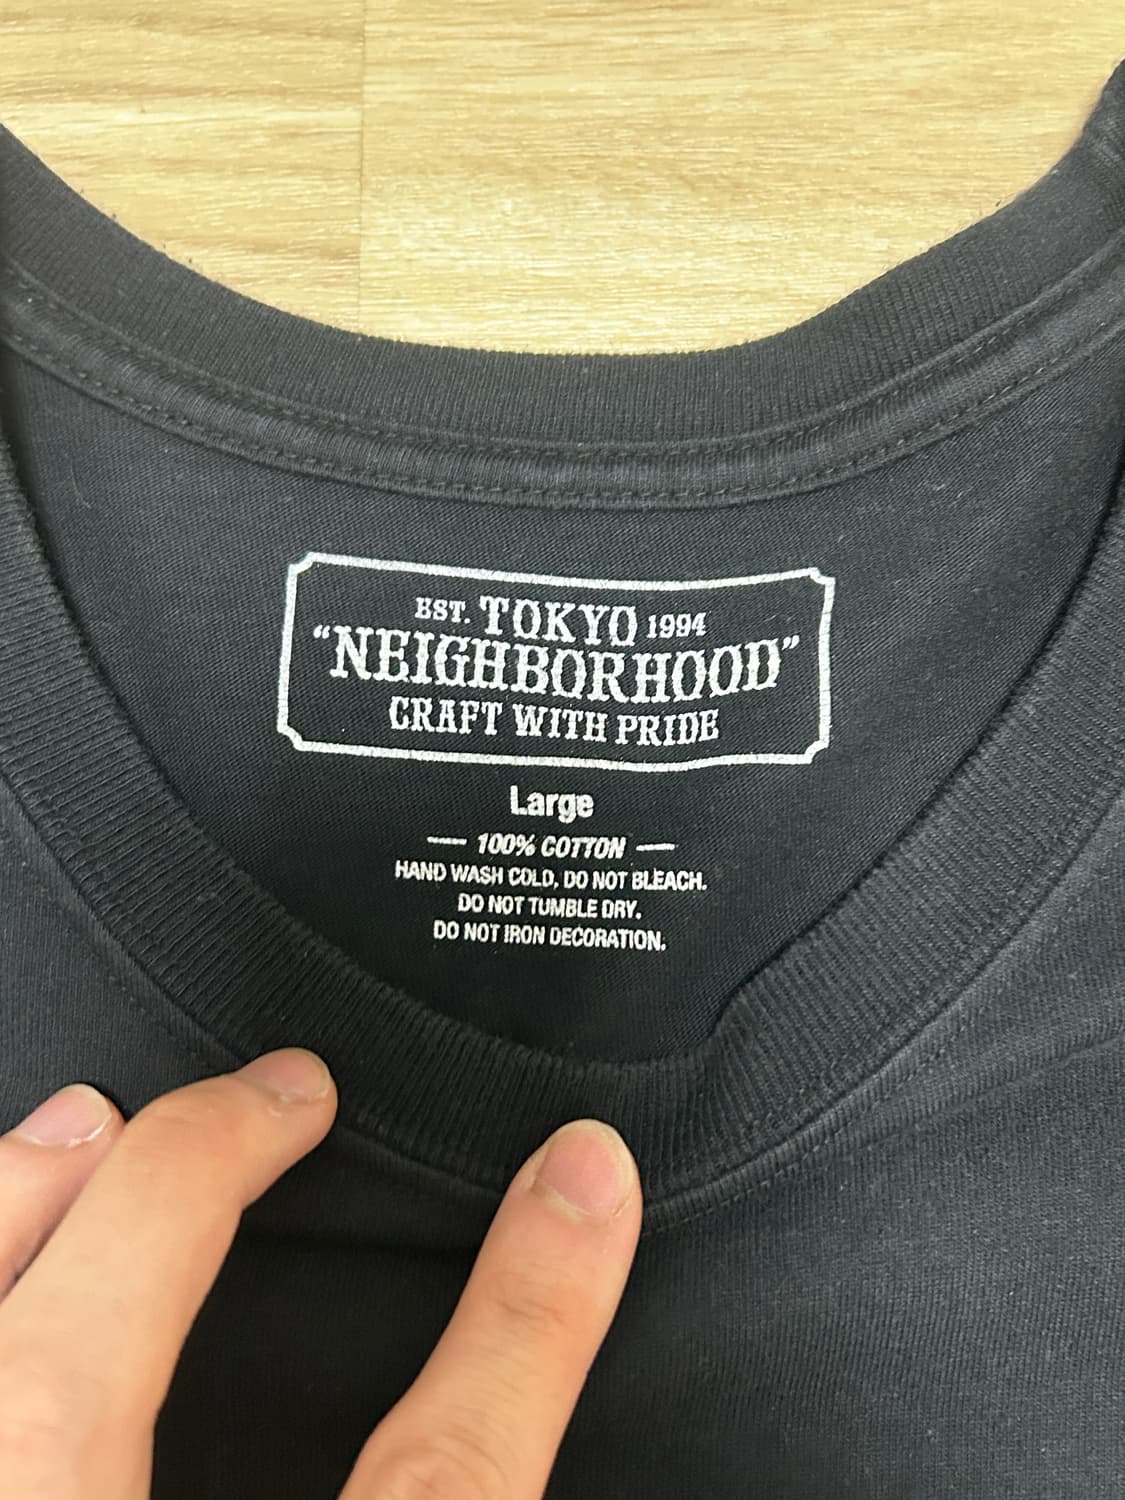 EST. TOKYO 1994
“NEIGHBORHOOD”
CRAFT WITH PRIDE
Large
— 100% COTTON —
HAND WASH COLD, DO NOT BLEACH.
DO NOT TUMBLE DRY.
DO NOT IRON DECORATION.